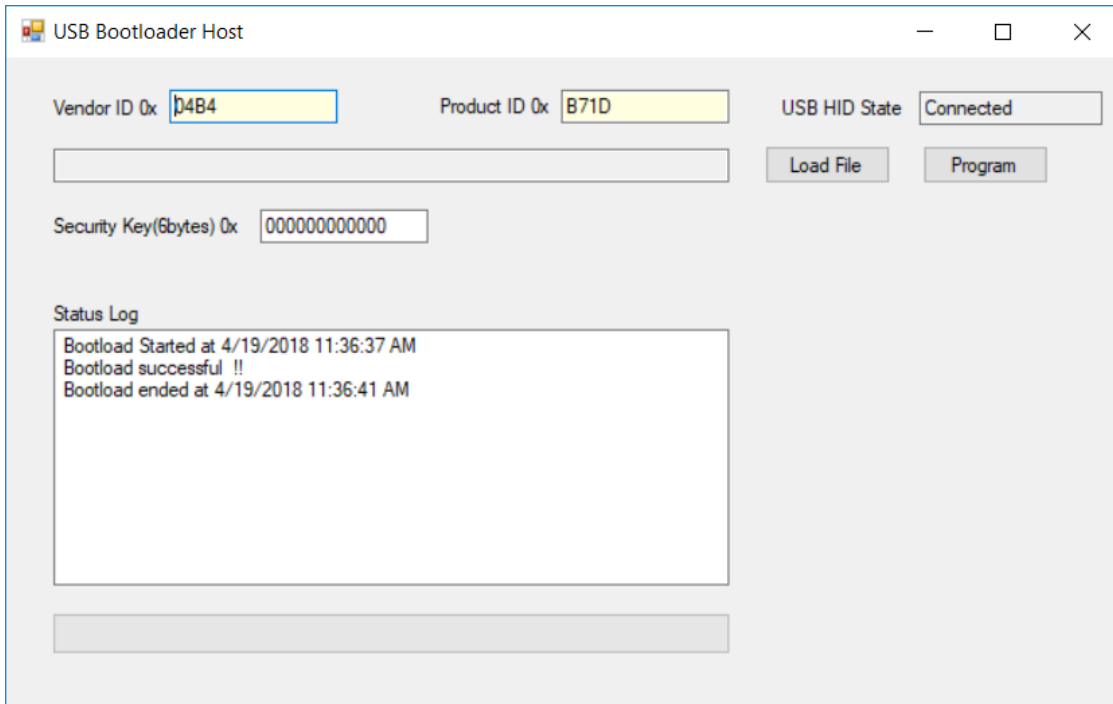 USB Bootloader Host
Vendor ID 0x 04B4 Product ID 0x B71D USB HID State Connected
Load File Program
Security Key(6bytes) 0x 000000000000
Status Log
Bootload Started at 4/19/2018 11:36:37 AM
Bootload successful !!
Bootload ended at 4/19/2018 11:36:41 AM